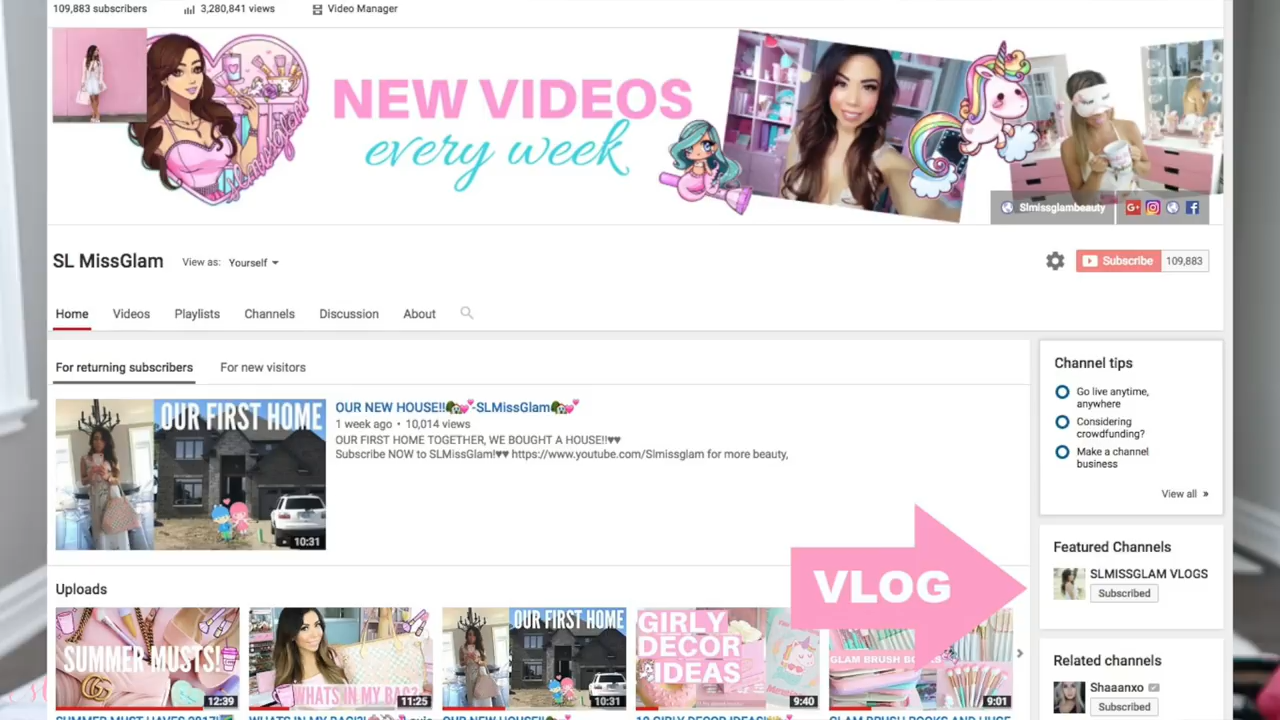 109,883 subscribers
3,280,841 views
Video Manager
NEW VIDEOS
every week
Slmissglambeauty
SL MissGlam
View as: Yourself
Subscribe 109,883
Home Videos Playlists Channels Discussion About
For returning subscribers For new visitors
OUR FIRST HOME
10:31
OUR NEW HOUSE!!🏡💕-SLMissGlam🏡💕
1 week ago • 10,014 views
OUR FIRST HOME TOGETHER, WE BOUGHT A HOUSE!!♥♥
Subscribe NOW to SLMissGlam!♥♥ https://www.youtube.com/Slmissglam for more beauty,
Channel tips
Go live anytime,
anywhere
Considering
crowdfunding?
Make a channel
business
View all »
Featured Channels
SLMISSGLAM VLOGS
Subscribed
VLOG
Uploads
SUMMER MUSTS!
12:39
WHATS IN MY BAG?
11:25
OUR FIRST HOME
10:31
GIRLY
DECOR
IDEAS
9:40
GLAM BRUSH BO
9:01
Related channels
Shaaanxo
Subscribed